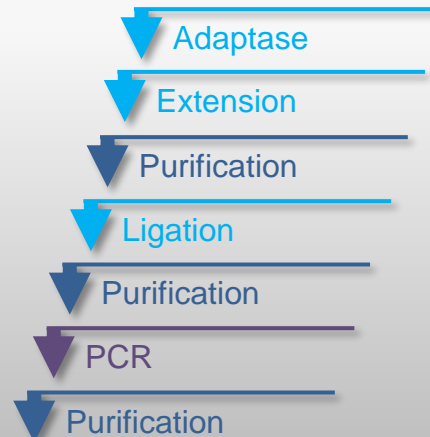 Adaptase
Extension
Purification
Ligation
Purification
PCR
Purification